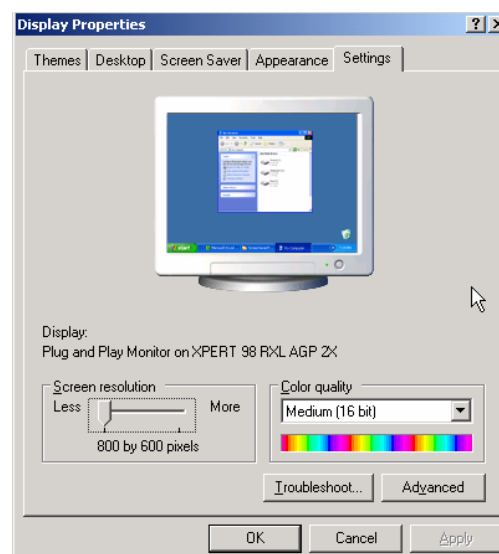 Display Properties
Themes Desktop Screen Saver Appearance Settings
Display:
Plug and Play Monitor on XPERT 98 RXL AGP 2X
Screen resolution
Less More
800 by 600 pixels
Color quality
Medium (16 bit)
Troubleshoot... Advanced
OK Cancel Apply